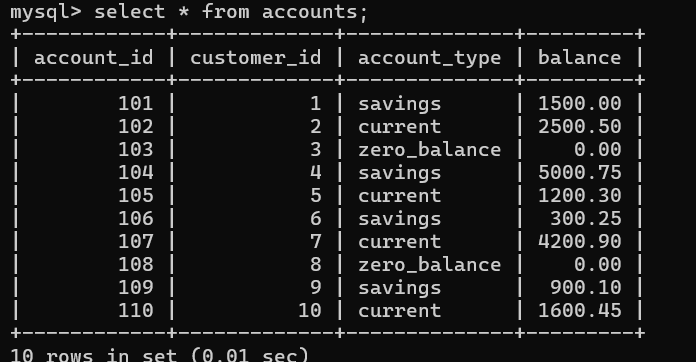 mysql> select * from accounts;
+------------+-------------+--------------+---------+
| account_id | customer_id | account_type | balance |
+------------+-------------+--------------+---------+
|        101 |           1 | savings      | 1500.00 |
|        102 |           2 | current      | 2500.50 |
|        103 |           3 | zero_balance |    0.00 |
|        104 |           4 | savings      | 5000.75 |
|        105 |           5 | current      | 1200.30 |
|        106 |           6 | savings      |  300.25 |
|        107 |           7 | current      | 4200.90 |
|        108 |           8 | zero_balance |    0.00 |
|        109 |           9 | savings      |  900.10 |
|        110 |          10 | current      | 1600.45 |
+------------+-------------+--------------+---------+
10 rows in set (0.01 sec)